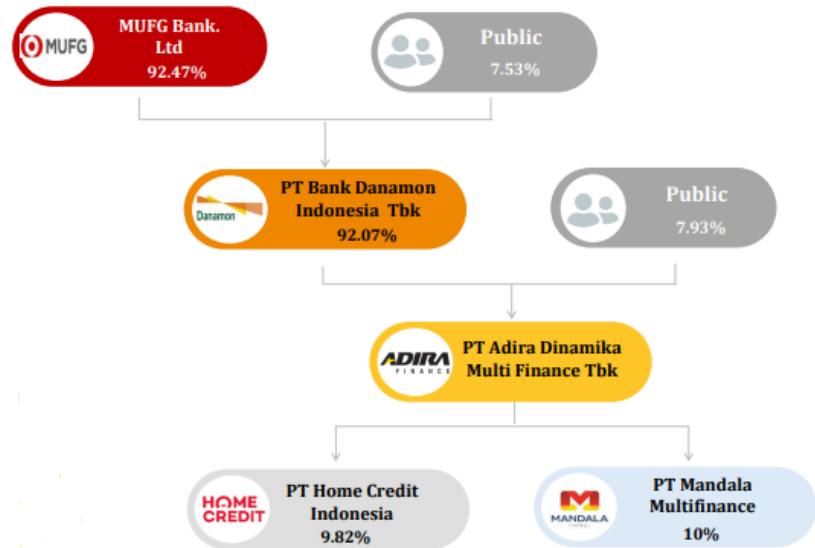 MUFG
MUFG Bank.
Ltd
92.47%
Public
7.53%
Danamon
PT Bank Danamon
Indonesia Tbk
92.07%
Public
7.93%
ADIRA
FINANCE
PT Adira Dinamika
Multi Finance Tbk
HOME
CREDIT
PT Home Credit
Indonesia
9.82%
MANDALA
PT Mandala
Multifinance
10%